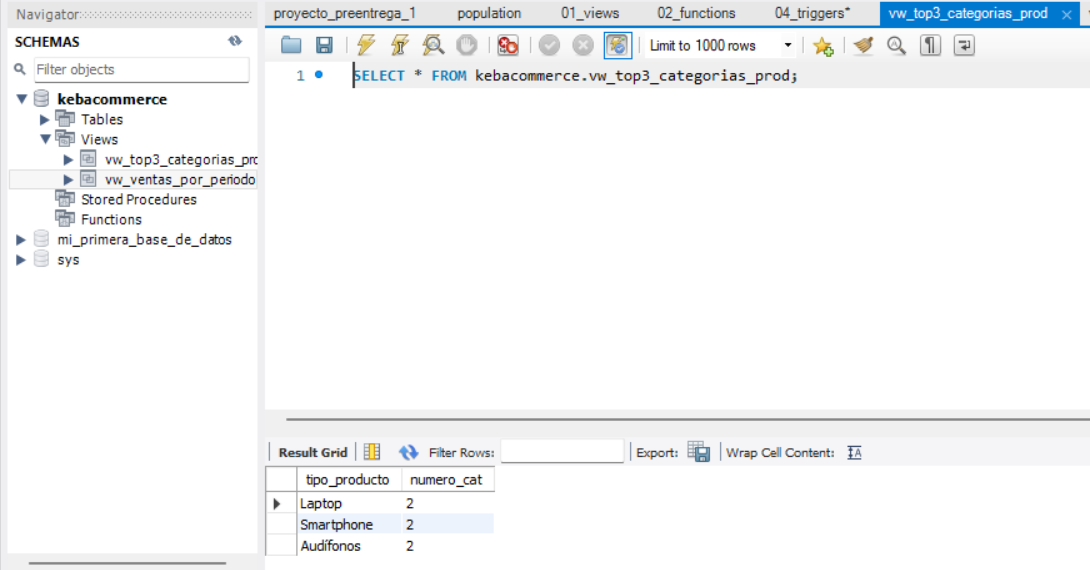 Navigator
proyecto_preentrega_1 population 01_views 02_functions 04_triggers* vw_top3_categorias_prod
SCHEMAS
Filter objects
kebacommerce
Tables
Views
vw_top3_categorias_prc
vw_ventas_por_periodo
Stored Procedures
Functions
mi_primera_base_de_datos
sys
Limit to 1000 rows
1 SELECT * FROM kebacommerce.vw_top3_categorias_prod;
Result Grid Filter Rows: Export: Wrap Cell Content:
tipo_producto numero_cat
Laptop 2
Smartphone 2
Audífonos 2